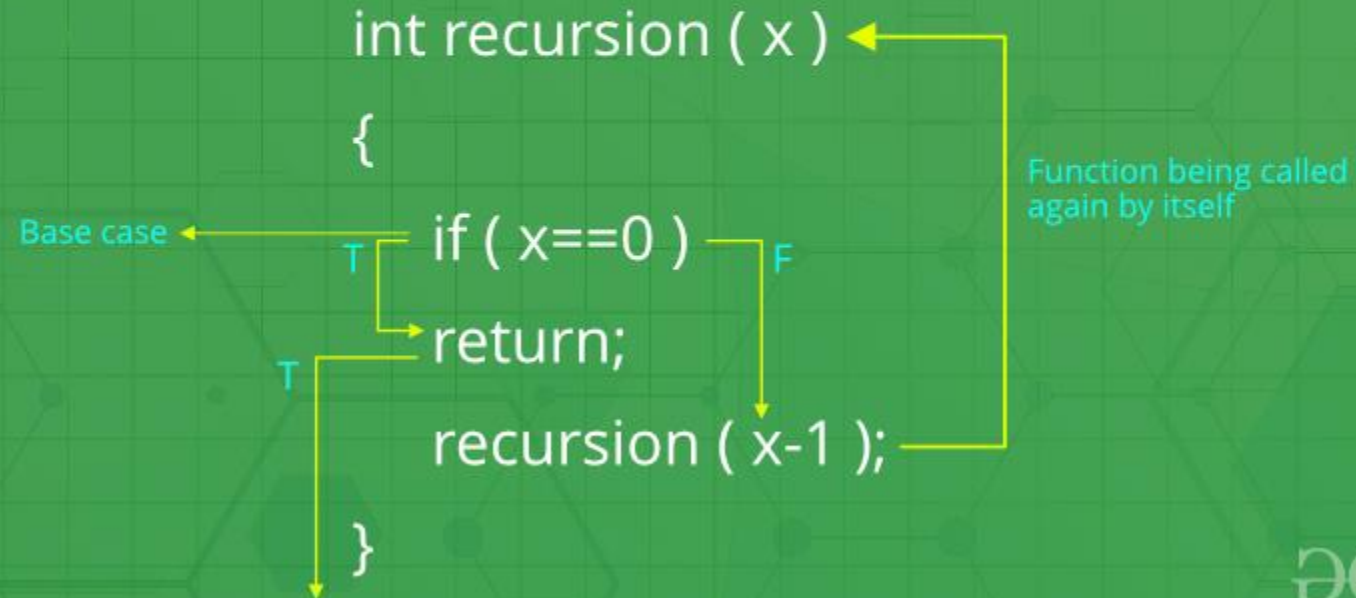 int recursion ( x )
{
Function being called
again by itself
Base case
if ( x==0 )
T
F
return;
T
recursion ( x-1 );
}